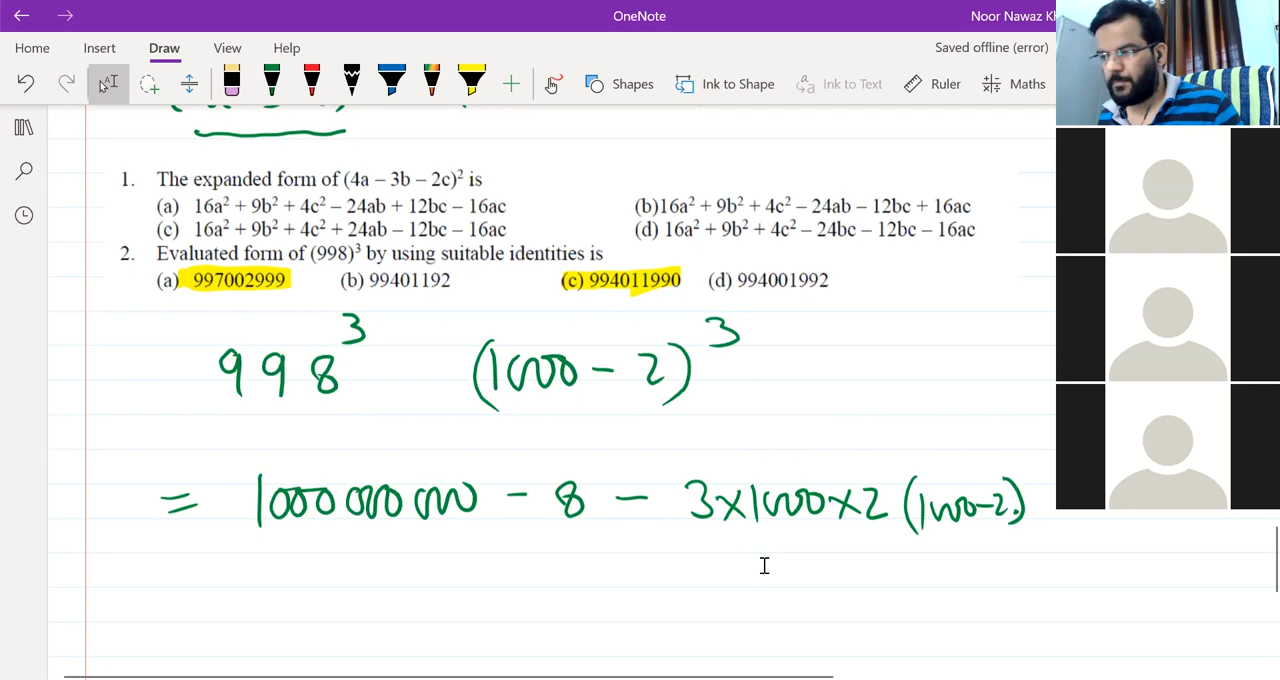 OneNote
Noor Nawaz Kh
Home Insert Draw View Help
Saved offline (error)
Shapes Ink to Shape Ink to Text Ruler Maths
1. The expanded form of (4a – 3b – 2c)² is
(a) 16a² + 9b² + 4c² – 24ab + 12bc – 16ac (b)16a² + 9b² + 4c² – 24ab – 12bc + 16ac
(c) 16a² + 9b² + 4c² + 24ab – 12bc – 16ac (d) 16a² + 9b² + 4c² – 24bc – 12bc – 16ac
2. Evaluated form of (998)³ by using suitable identities is
(a) 997002999 (b) 99401192 (c) 994011990 (d) 994001992
998³ (1000 – 2)³
= 1000000000 – 8 – 3×1000×2 (1000–2)